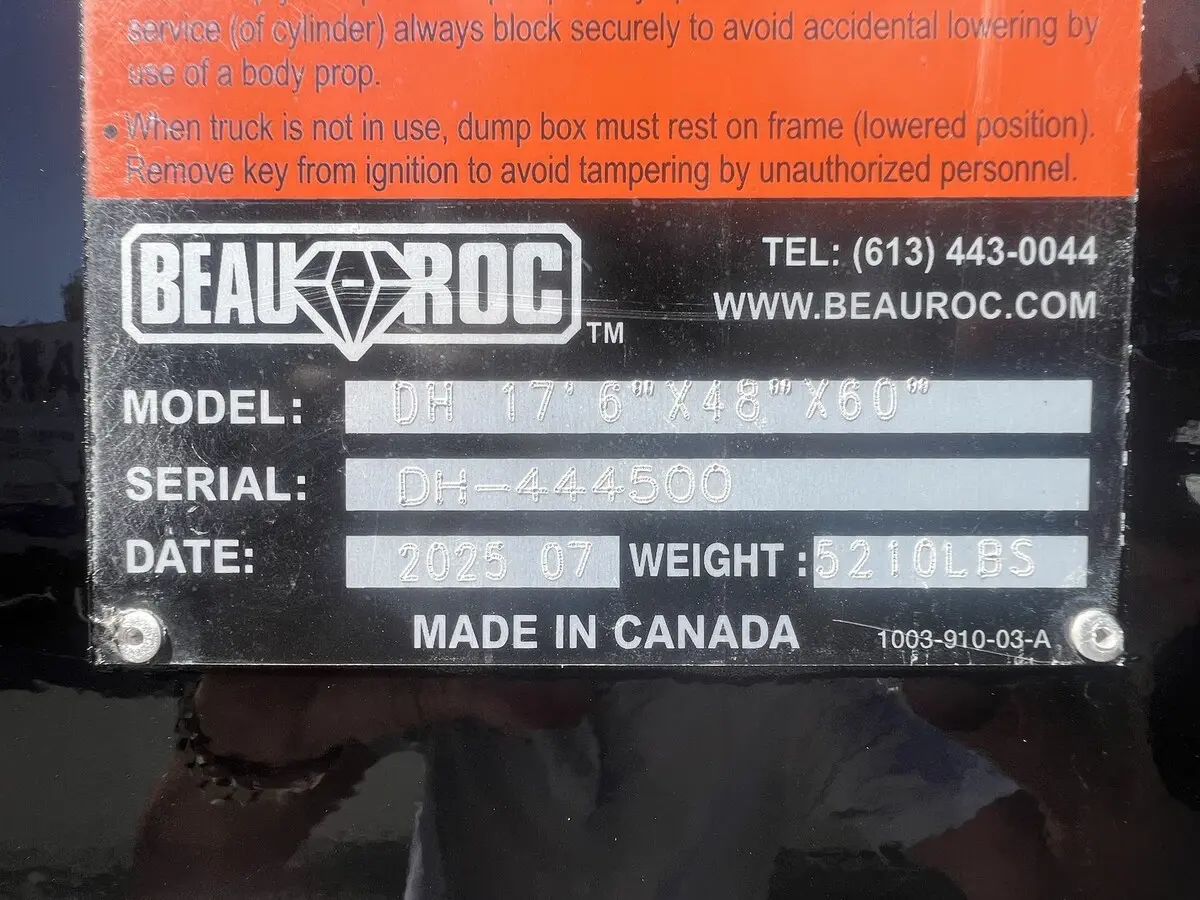 service (of cylinder) always block securely to avoid accidental lowering by
use of a body prop.
• When truck is not in use, dump box must rest on frame (lowered position).
Remove key from ignition to avoid tampering by unauthorized personnel.
BEAU-ROC TM
TEL: (613) 443-0044
WWW.BEAUROC.COM
MODEL: DH 17' 6"X48"X60"
SERIAL: DH-444500
DATE: 2025 07 WEIGHT : 5210LBS
MADE IN CANADA 1003-910-03-A